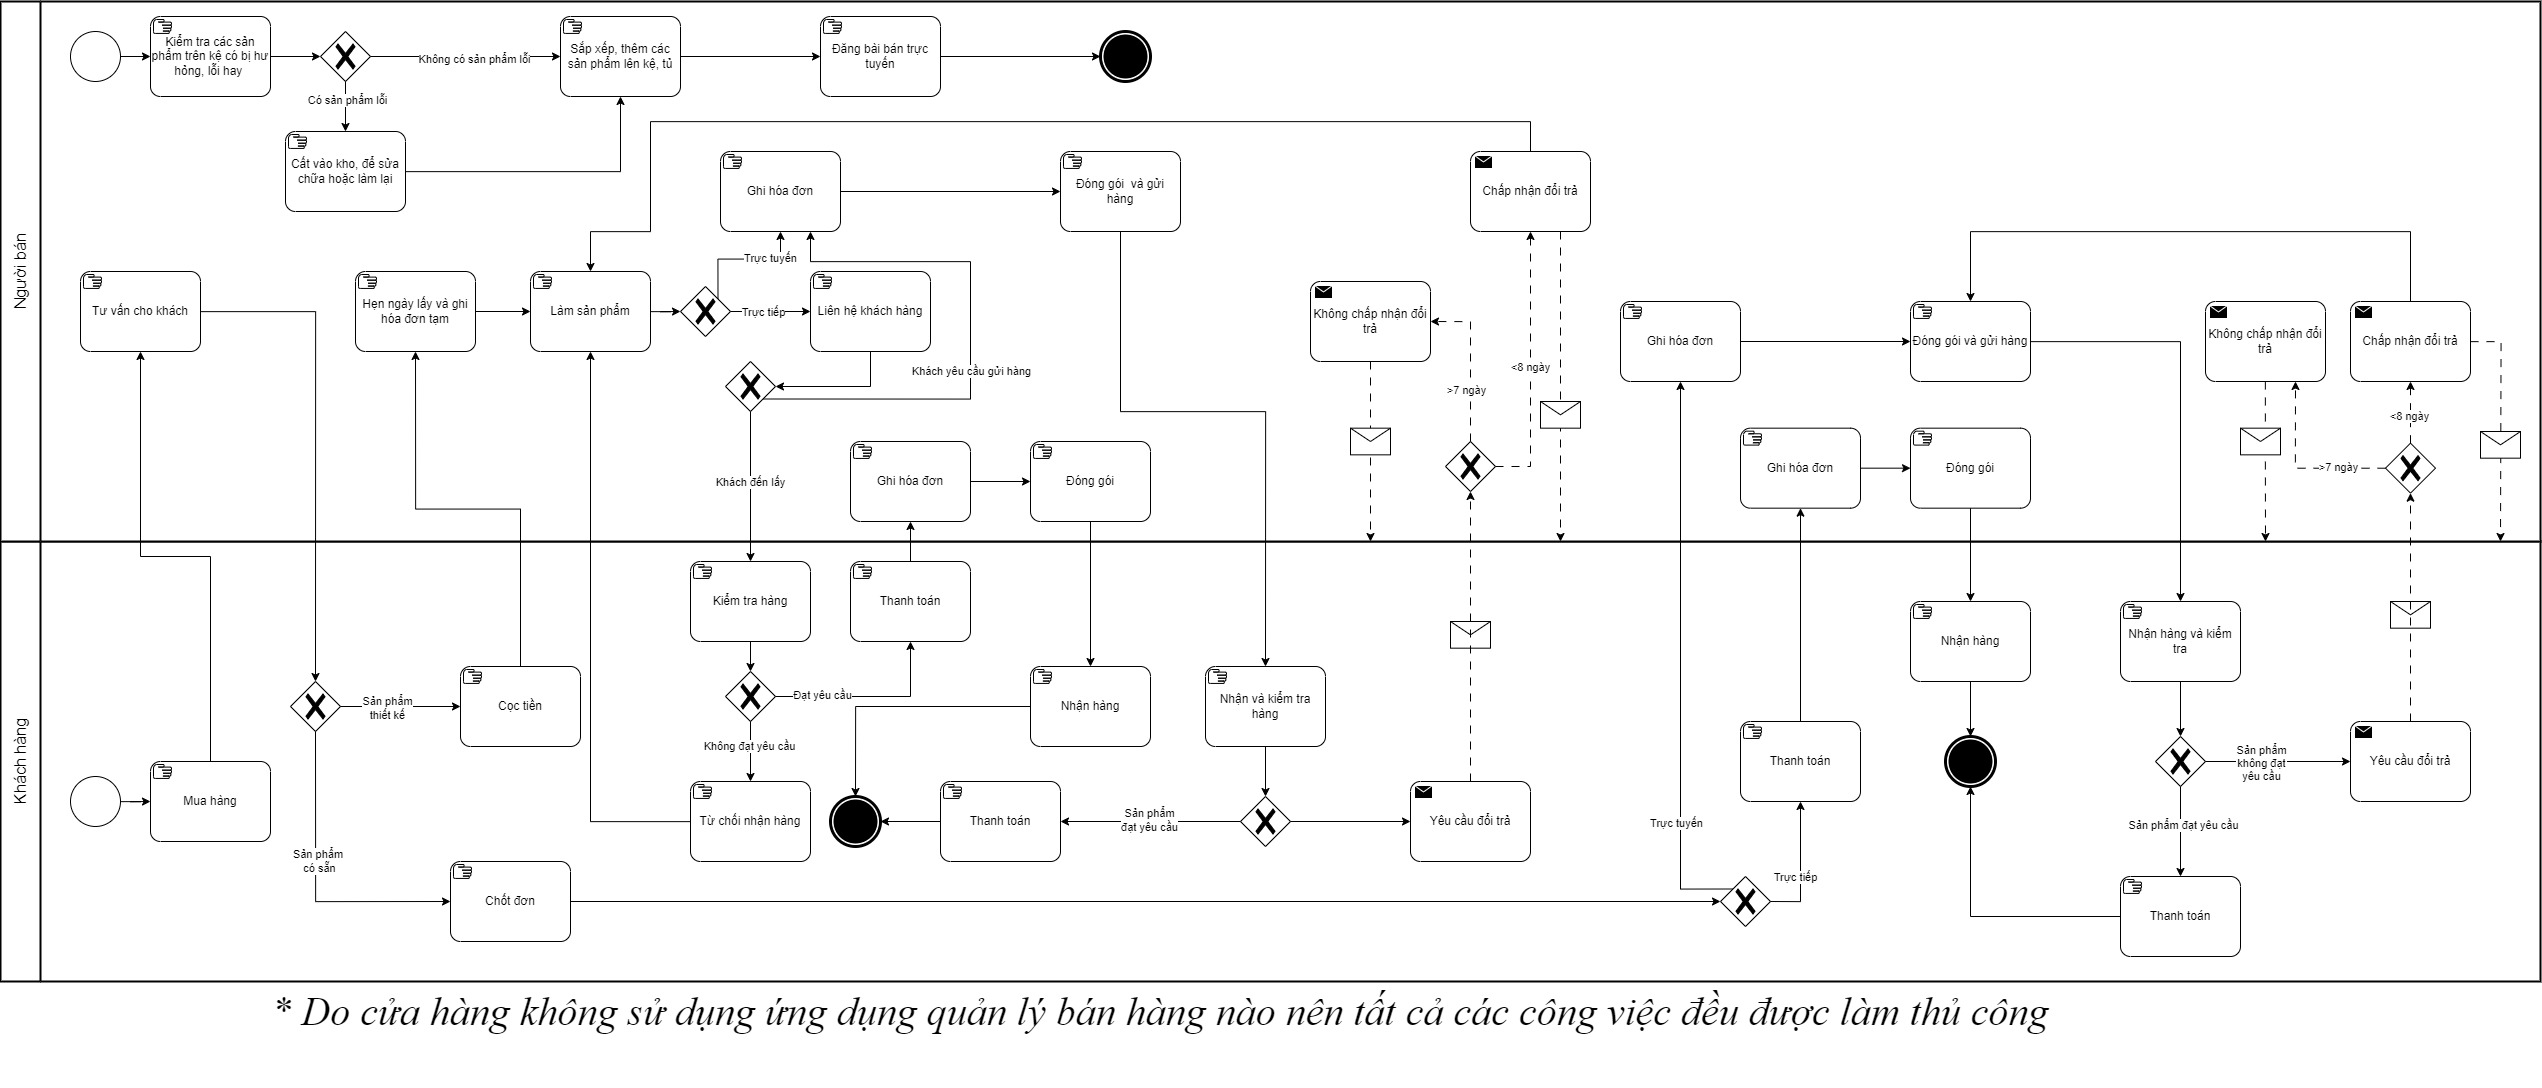 Người bán
Kiểm tra các sản
phẩm trên kệ có bị hư
hỏng, lỗi hay
Không có sản phẩm lỗi
Có sản phẩm lỗi
Cất vào kho, để sửa
chữa hoặc làm lại
Sắp xếp, thêm các
sản phẩm lên kệ, tủ
Đăng bài bán trực
tuyến
Tư vấn cho khách
Hẹn ngày lấy và ghi
hóa đơn tạm
Làm sản phẩm
Trực tuyến
Trực tiếp
Ghi hóa đơn
Đóng gói và gửi
hàng
Liên hệ khách hàng
Khách yêu cầu gửi hàng
Khách đến lấy
Ghi hóa đơn
Đóng gói
Không chấp nhận đổi
trả
Chấp nhận đổi trả
>7 ngày
<8 ngày
Ghi hóa đơn
Đóng gói và gửi hàng
Ghi hóa đơn
Đóng gói
Không chấp nhận đổi
trả
Chấp nhận đổi trả
<8 ngày
>7 ngày
Khách hàng
Mua hàng
Sản phẩm
thiết kế
Cọc tiền
Sản phẩm
có sẵn
Chốt đơn
Kiểm tra hàng
Đạt yêu cầu
Không đạt yêu cầu
Từ chối nhận hàng
Thanh toán
Nhận hàng
Thanh toán
Nhận và kiểm tra
hàng
Sản phẩm
đạt yêu cầu
Yêu cầu đổi trả
Trực tuyến
Trực tiếp
Thanh toán
Nhận hàng
Nhận hàng và kiểm
tra
Sản phẩm
không đạt
yêu cầu
Yêu cầu đổi trả
Sản phẩm đạt yêu cầu
Thanh toán
* Do cửa hàng không sử dụng ứng dụng quản lý bán hàng nào nên tất cả các công việc đều được làm thủ công